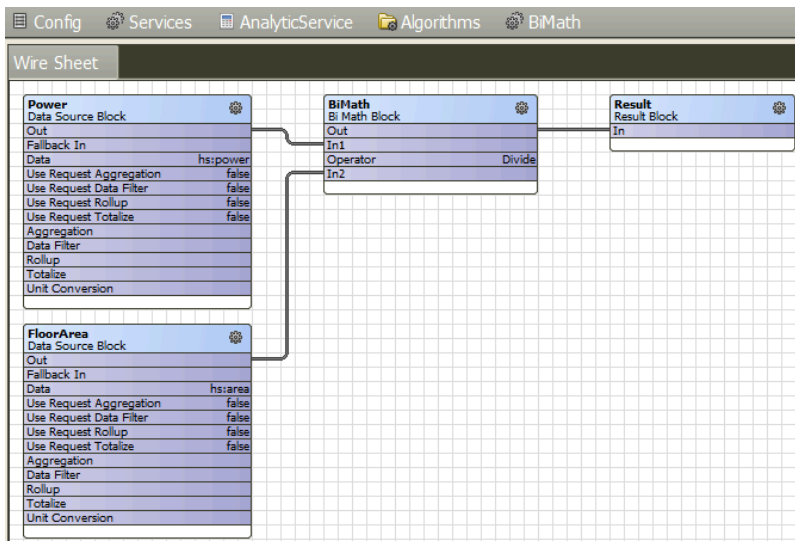 Config Services AnalyticService Algorithms BiMath
Wire Sheet
Power
Data Source Block
Out
Fallback In
Data hs:power
Use Request Aggregation false
Use Request Data Filter false
Use Request Rollup false
Use Request Totalize false
Aggregation
Data Filter
Rollup
Totalize
Unit Conversion
BiMath
Bi Math Block
Out
In1
Operator Divide
In2
Result
Result Block
In
FloorArea
Data Source Block
Out
Fallback In
Data hs:area
Use Request Aggregation false
Use Request Data Filter false
Use Request Rollup false
Use Request Totalize false
Aggregation
Data Filter
Rollup
Totalize
Unit Conversion